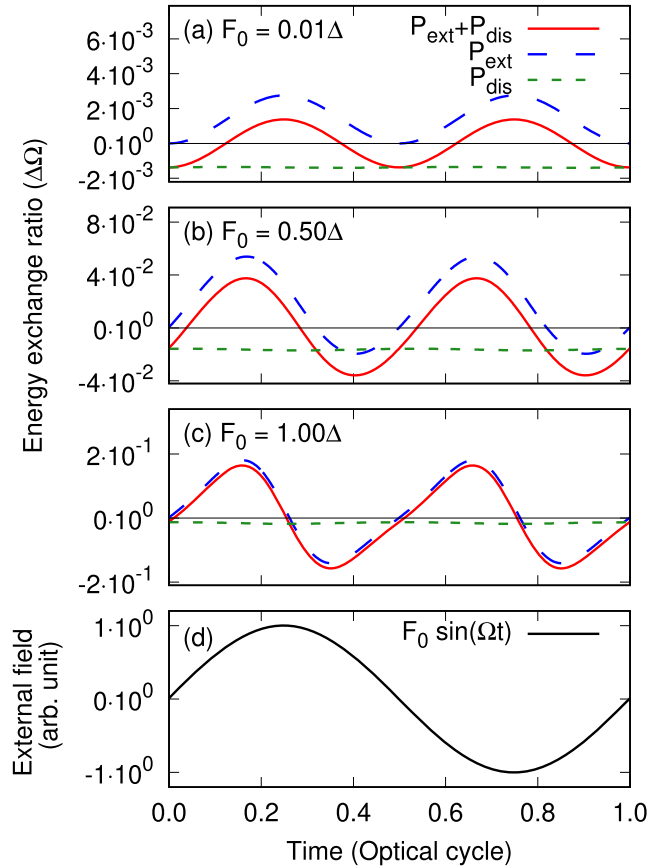 (a) F₀ = 0.01Δ
P_ext+P_dis
P_ext
P_dis
6·10⁻³
4·10⁻³
2·10⁻³
0·10⁰
-2·10⁻³
Energy exchange ratio (ΔΩ)
(b) F₀ = 0.50Δ
8·10⁻²
4·10⁻²
0·10⁰
-4·10⁻²
(c) F₀ = 1.00Δ
2·10⁻¹
0·10⁰
-2·10⁻¹
(d)
F₀ sin(Ωt)
External field
(arb. unit)
1·10⁰
0·10⁰
-1·10⁰
0.0 0.2 0.4 0.6 0.8 1.0
Time (Optical cycle)